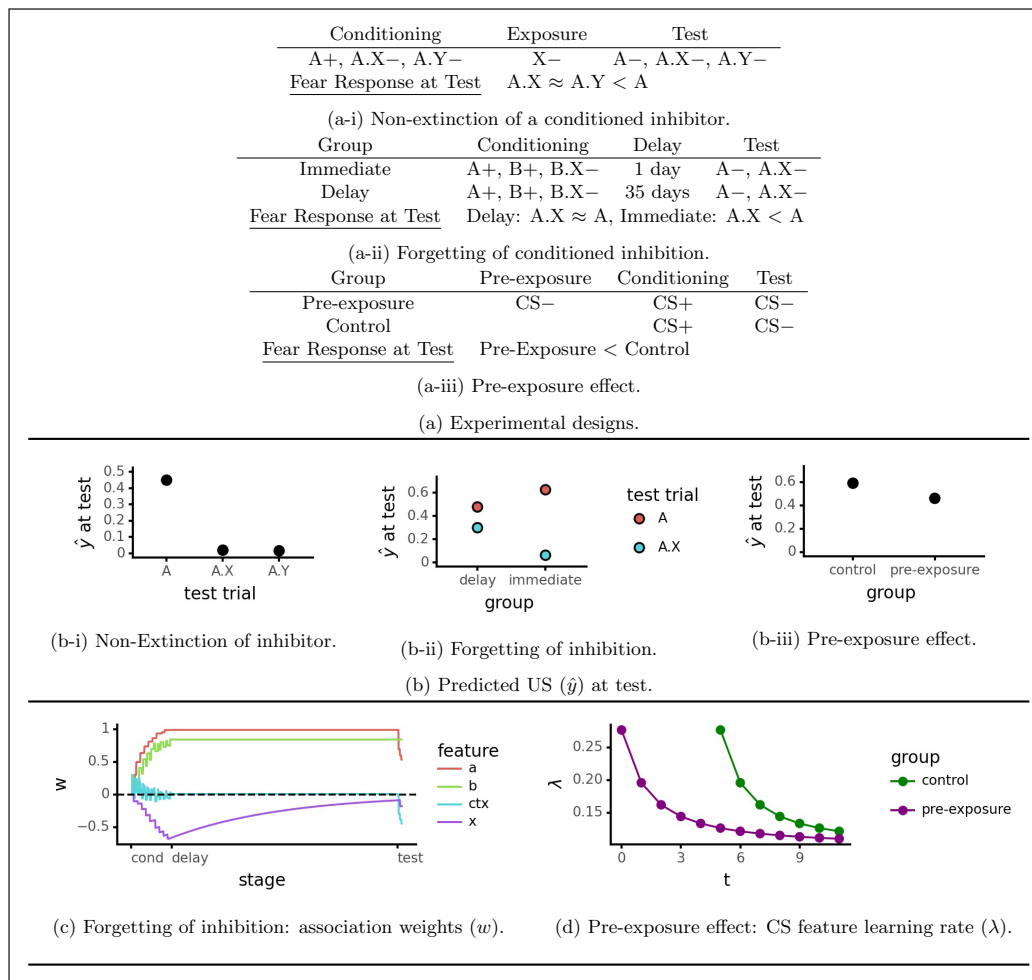 Conditioning Exposure Test
A+, A.X−, A.Y− X− A−, A.X−, A.Y−
Fear Response at Test A.X ≈ A.Y < A
(a-i) Non-extinction of a conditioned inhibitor.
Group Conditioning Delay Test
Immediate A+, B+, B.X− 1 day A−, A.X−
Delay A+, B+, B.X− 35 days A−, A.X−
Fear Response at Test Delay: A.X ≈ A, Immediate: A.X < A
(a-ii) Forgetting of conditioned inhibition.
Group Pre-exposure Conditioning Test
Pre-exposure CS− CS+ CS−
Control CS+ CS−
Fear Response at Test Pre-Exposure < Control
(a-iii) Pre-exposure effect.
(a) Experimental designs.
ŷ at test
0.5
0.4
0.3
0.2
0.1
0
A A.X A.Y
test trial
(b-i) Non-Extinction of inhibitor.
ŷ at test
0.6
0.4
0.2
0
delay immediate
group
test trial
A
A.X
(b-ii) Forgetting of inhibition.
ŷ at test
0.6
0.4
0.2
0
control pre-exposure
group
(b-iii) Pre-exposure effect.
(b) Predicted US (ŷ) at test.
w
1
0.5
0
−0.5
cond delay test
stage
feature
a
b
ctx
x
(c) Forgetting of inhibition: association weights (w).
λ
0.25
0.20
0.15
0 3 6 9
t
group
control
pre-exposure
(d) Pre-exposure effect: CS feature learning rate (λ).